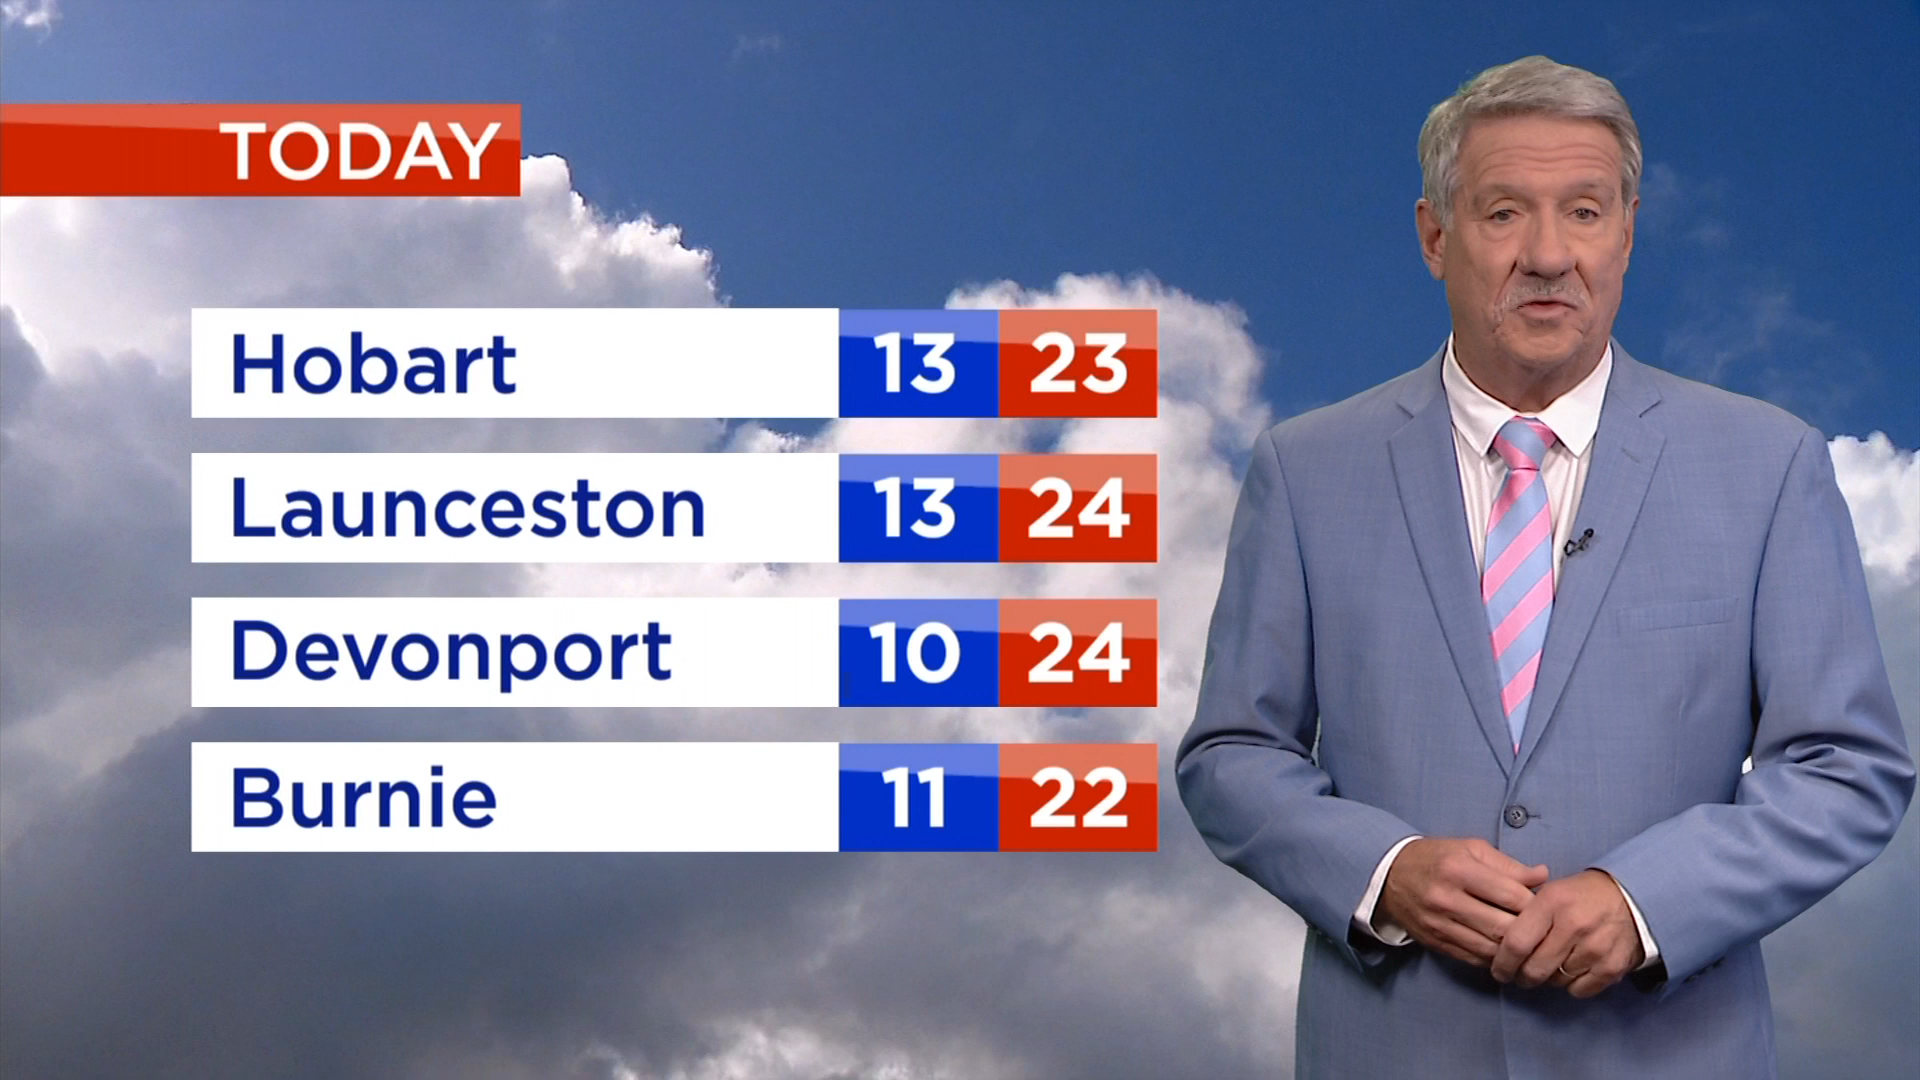 TODAY
Hobart 13 23
Launceston 13 24
Devonport 10 24
Burnie 11 22